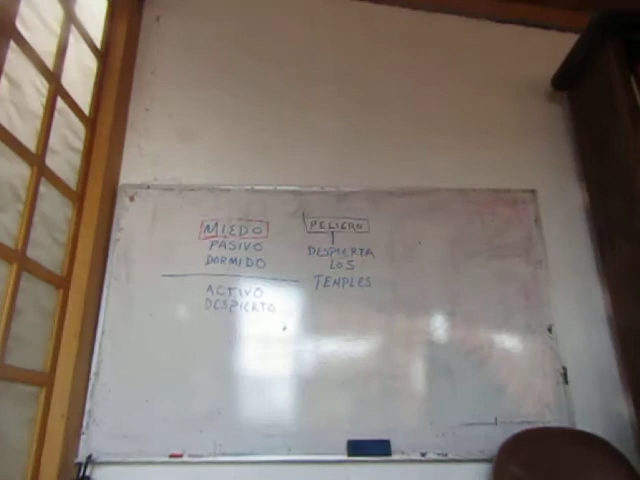 MIEDO
PASIVO
DORMIDO
ACTIVO
DESPIERTO
PELIGRO
DESPIERTA
LOS
TEMPLES